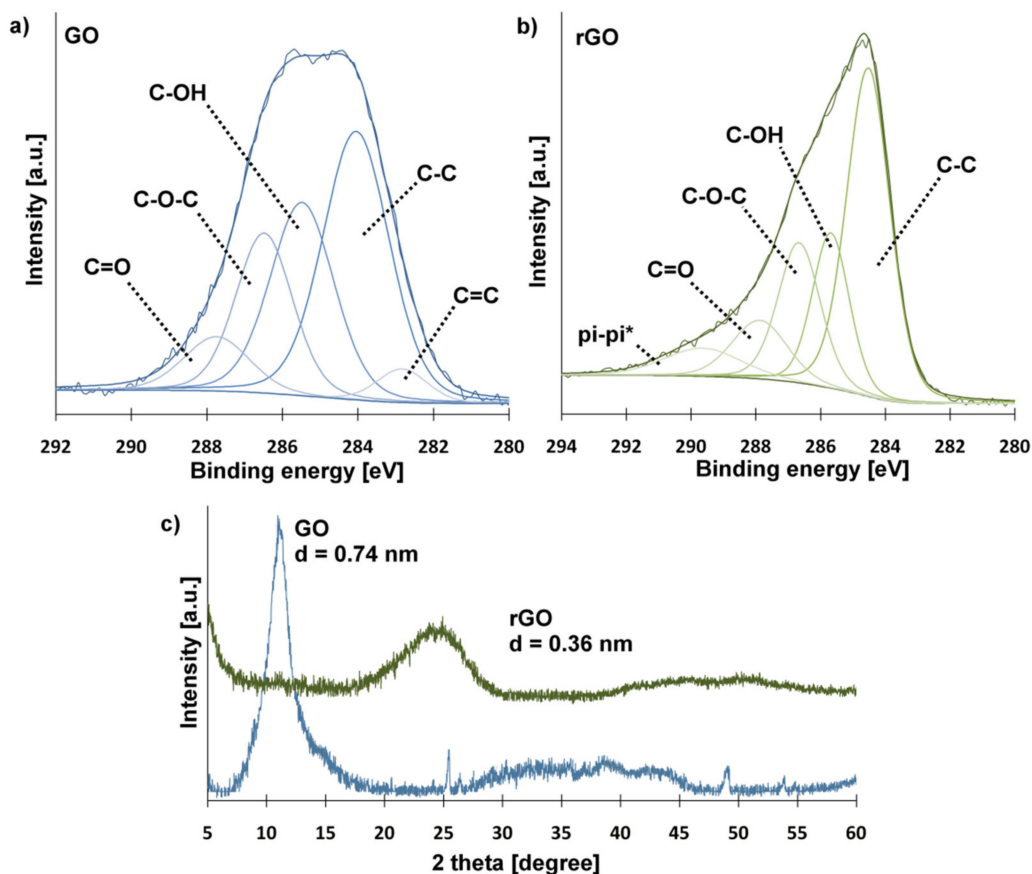 a)
GO
C-OH
C-O-C
C=O
C-C
C=C
Intensity [a.u.]
292 290 288 286 284 282 280
Binding energy [eV]
b)
rGO
C-OH
C-O-C
C=O
pi-pi*
C-C
Intensity [a.u.]
294 292 290 288 286 284 282 280
Binding energy [eV]
c)
GO
d = 0.74 nm
rGO
d = 0.36 nm
Intensity [a.u.]
5 10 15 20 25 30 35 40 45 50 55 60
2 theta [degree]